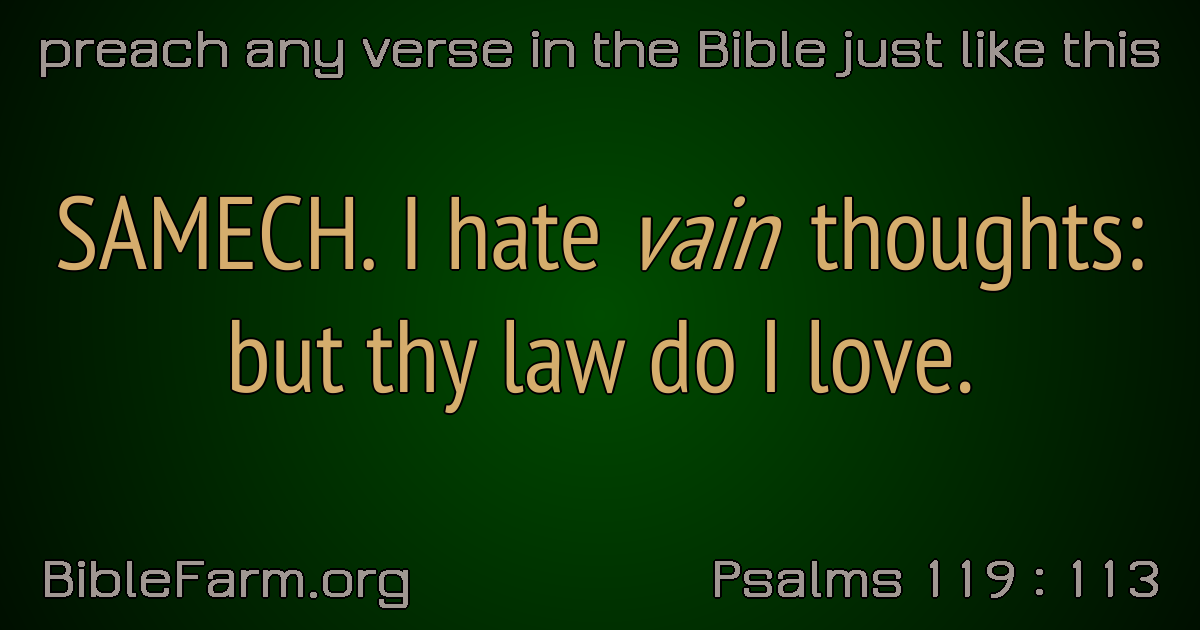 preach any verse in the Bible just like this
SAMECH. I hate vain thoughts:
but thy law do I love.
BibleFarm.org
Psalms 119 : 113